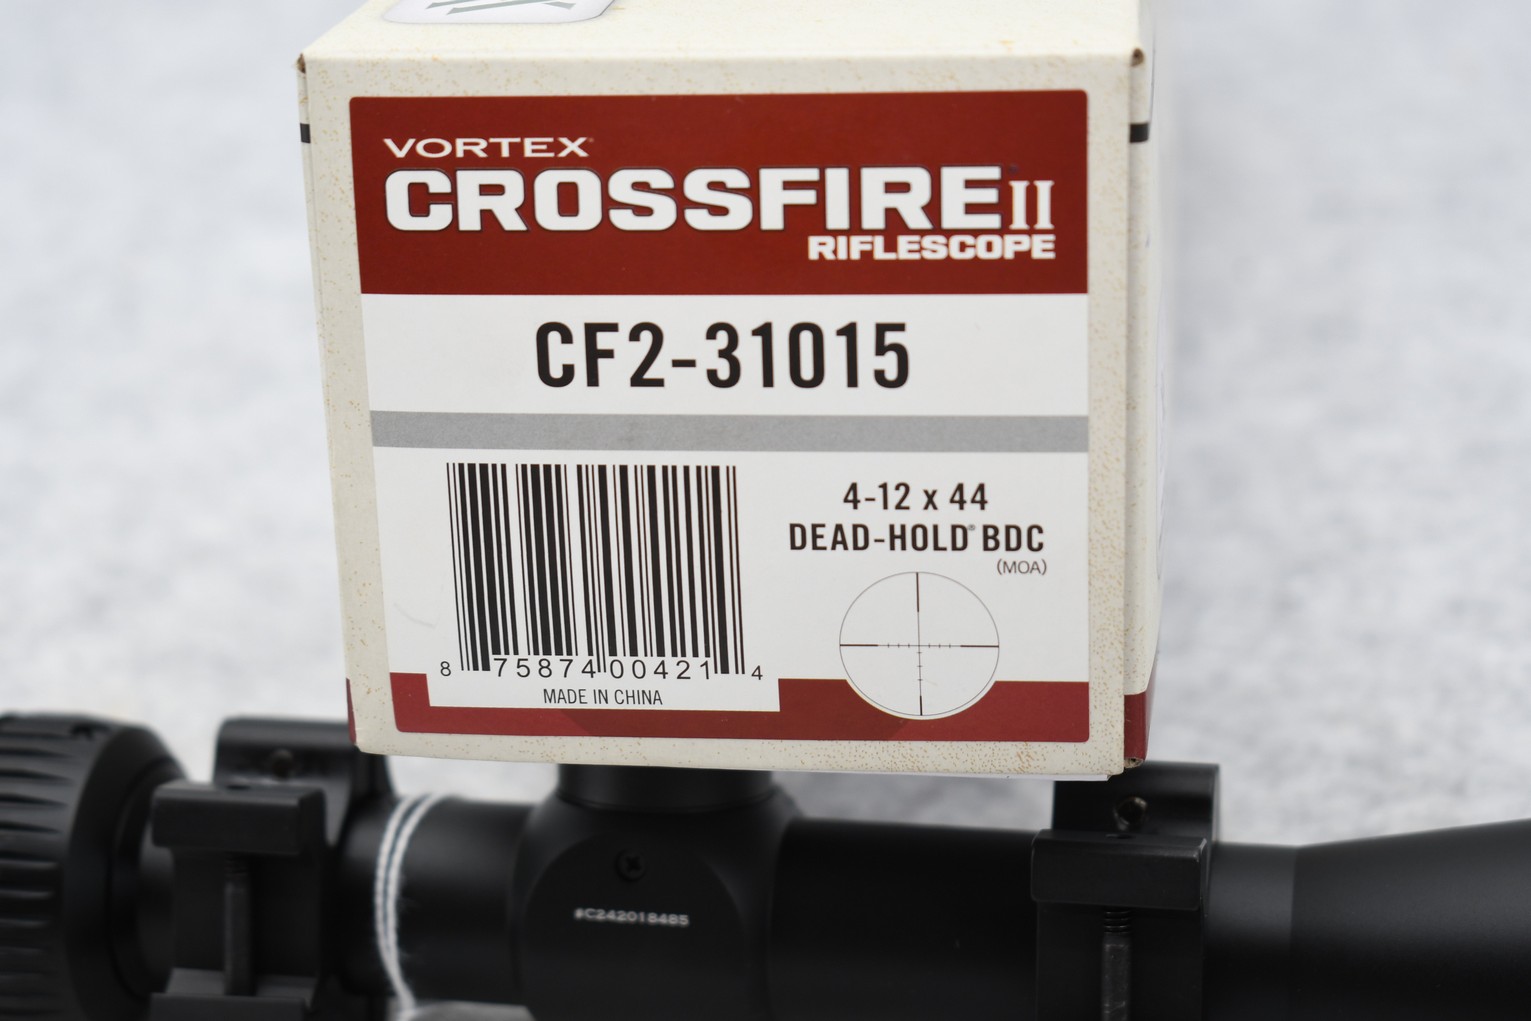 VORTEX
CROSSFIRE II
RIFLESCOPE
CF2-31015
4-12 x 44
DEAD-HOLD® BDC
(MOA)
8 75874 00421 4
MADE IN CHINA
#C242018485